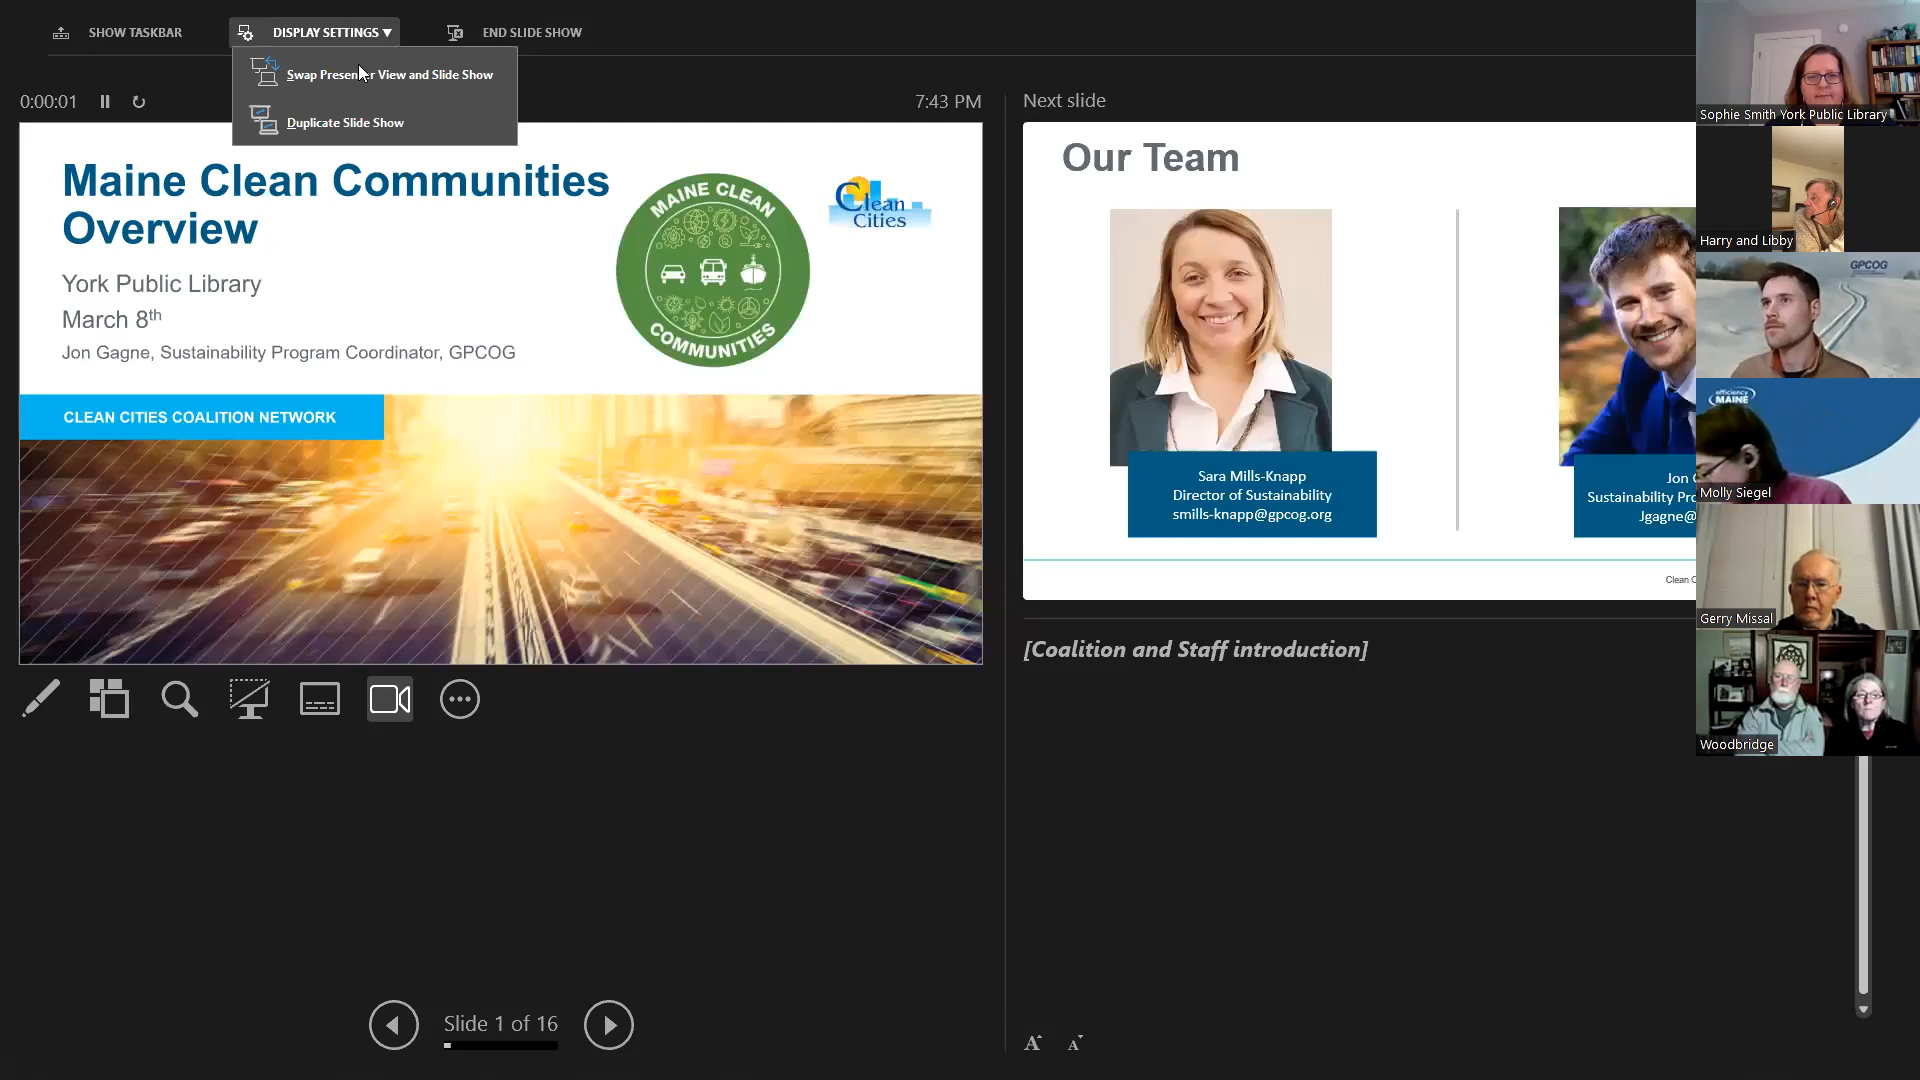 SHOW TASKBAR
DISPLAY SETTINGS ▼
END SLIDE SHOW
Swap Presenter View and Slide Show
Duplicate Slide Show
0:00:01
7:43 PM
Next slide
Maine Clean Communities
Overview
York Public Library
March 8th
Jon Gagne, Sustainability Program Coordinator, GPCOG
MAINE CLEAN
COMMUNITIES
Clean
Cities
CLEAN CITIES COALITION NETWORK
Our Team
Sara Mills-Knapp
Director of Sustainability
smills-knapp@gpcog.org
Jon
Sustainability
Jgagne@
Clean
[Coalition and Staff introduction]
Slide 1 of 16
A A
Sophie Smith York Public Library
Harry and Libby
GPCOG
efficiency
MAINE
Molly Siegel
Gerry Missal
Woodbridge